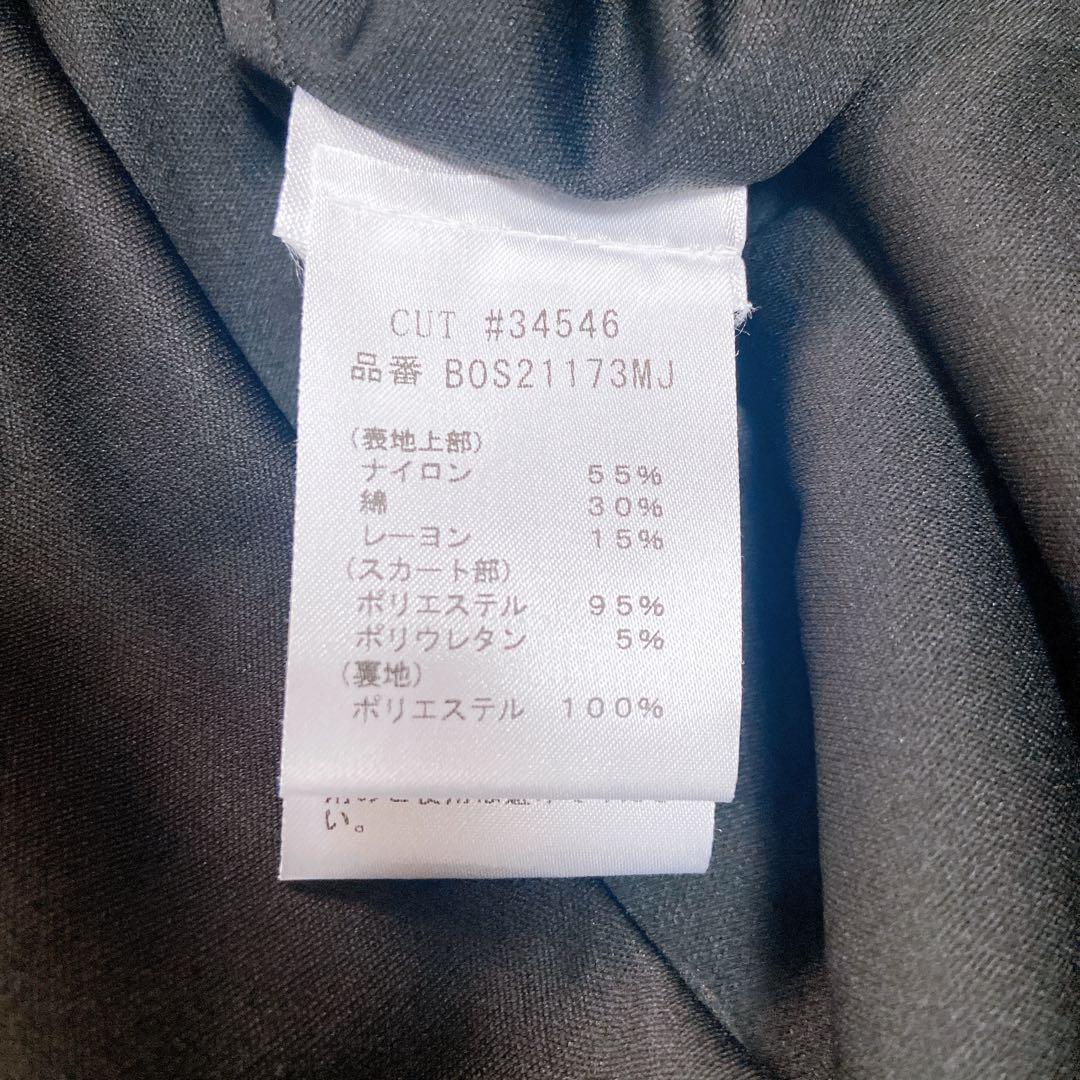 CUT #34546
品番 BOS21173MJ
(表地上部)
ナイロン 55%
綿 30%
レーヨン 15%
(スカート部)
ポリエステル 95%
ポリウレタン 5%
(裏地)
ポリエステル 100%
い。